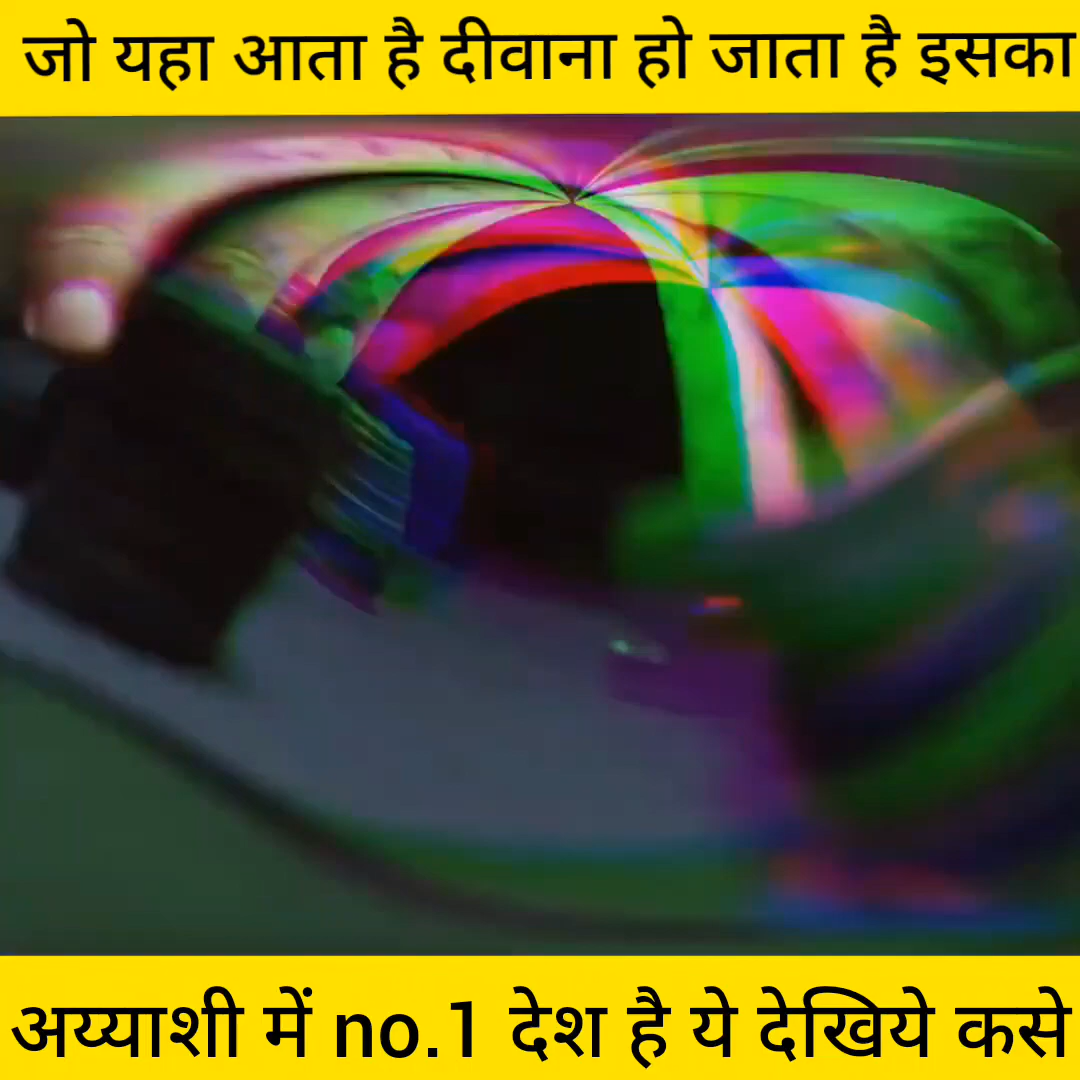 जो यहा आता है दीवाना हो जाता है इसका
अय्याशी में no.1 देश है ये देखिये कसे